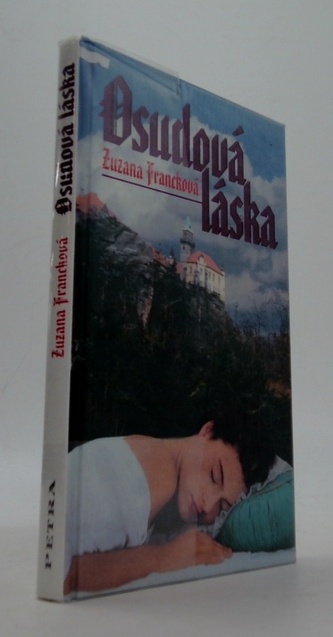 Osudová
láska
Zuzana Francková
Zuzana Francková
Osudová láska
PETRA